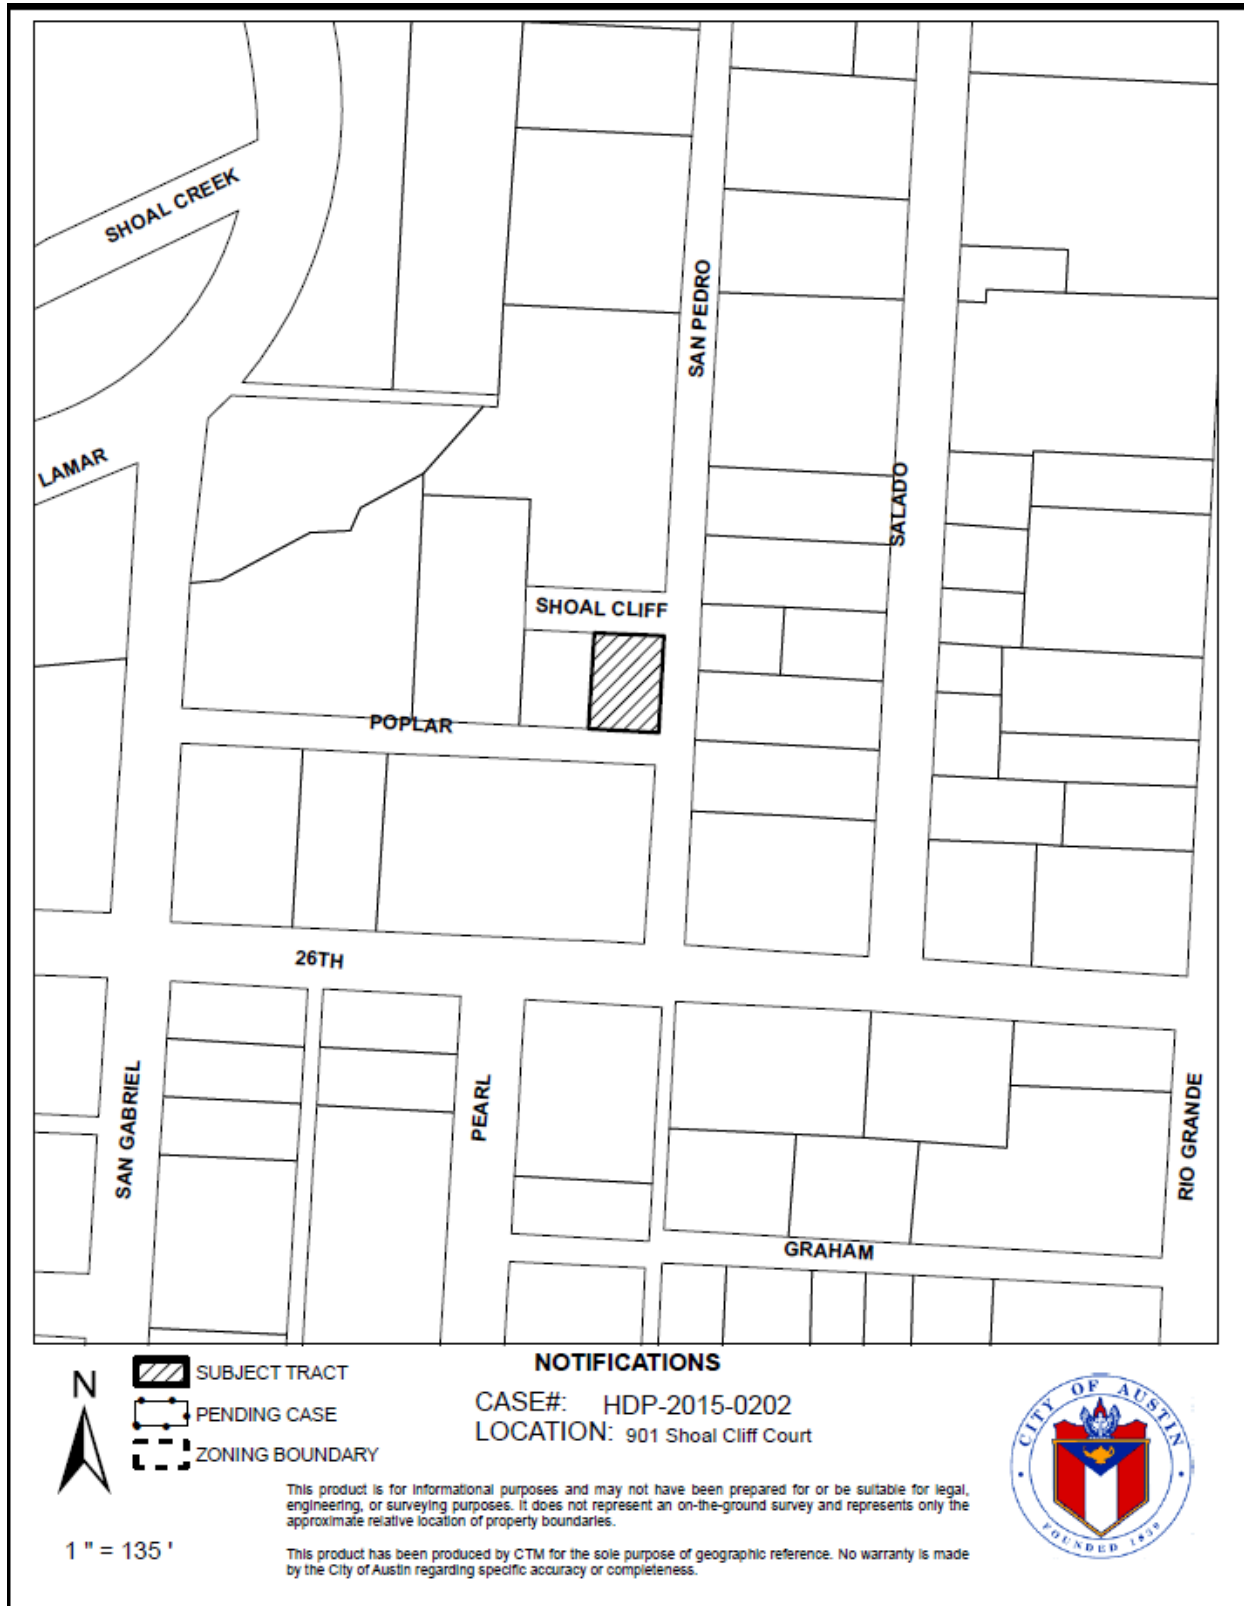 SHOAL CREEK
SAN PEDRO
LAMAR
SALADO
SHOAL CLIFF
POPLAR
26TH
SAN GABRIEL
PEARL
RIO GRANDE
GRAHAM
NOTIFICATIONS
N
SUBJECT TRACT
PENDING CASE
ZONING BOUNDARY
CASE#: HDP-2015-0202
LOCATION: 901 Shoal Cliff Court
This product is for informational purposes and may not have been prepared for or be suitable for legal,
engineering, or surveying purposes. It does not represent an on-the-ground survey and represents only the
approximate relative location of property boundaries.
1 " = 135 '
This product has been produced by CTM for the sole purpose of geographic reference. No warranty is made
by the City of Austin regarding specific accuracy or completeness.
CITY OF AUSTIN
FOUNDED 1839